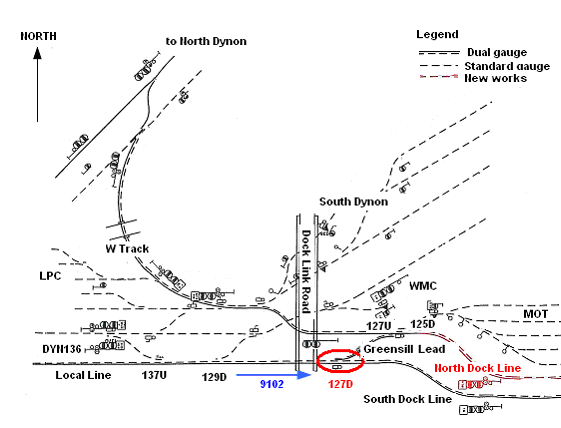 NORTH
to North Dynon
Legend
Dual gauge
Standard gauge
New works
South Dynon
Dock Link Road
W Track
LPC
WMC
MOT
127U
125D
DYN136
Greensill Lead
Local Line
137U
129D
9102
127D
North Dock Line
South Dock Line